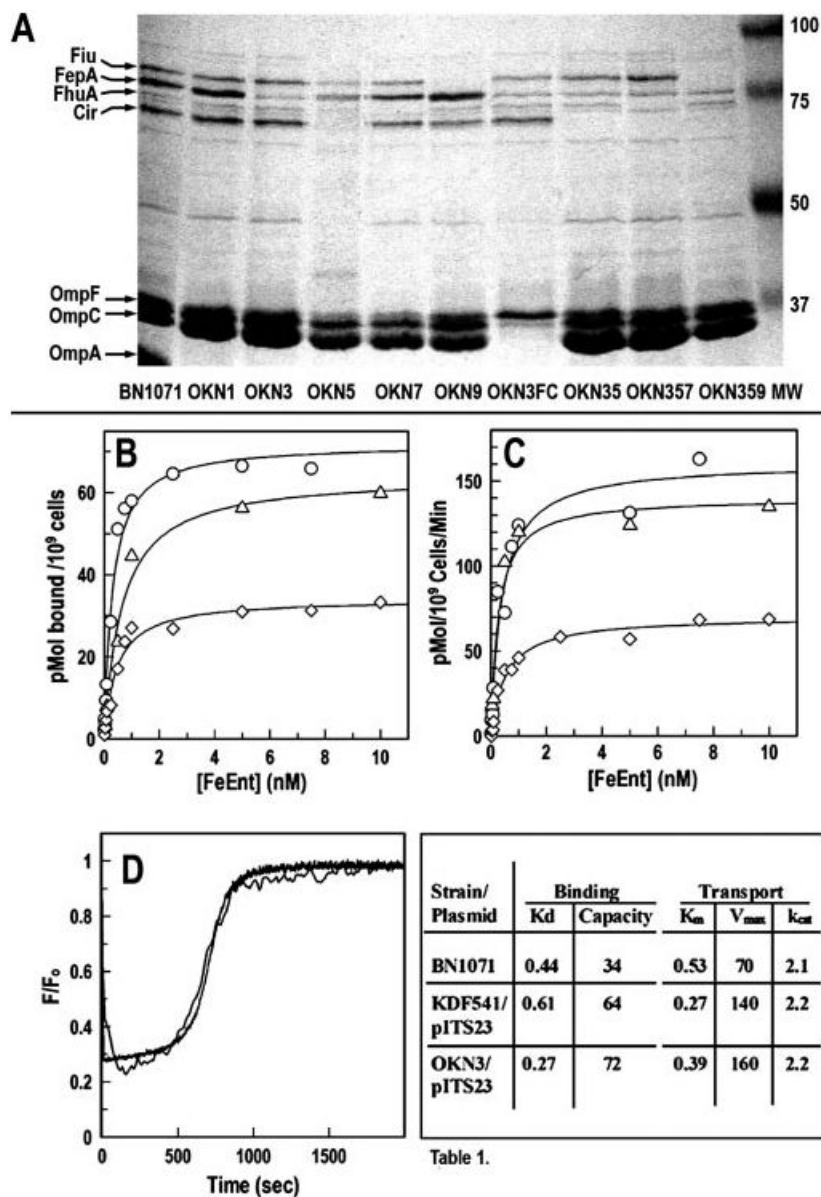 A
Fiu
FepA
FhuA
Cir
OmpF
OmpC
OmpA
100
75
50
37
BN1071 OKN1 OKN3 OKN5 OKN7 OKN9 OKN3FC OKN35 OKN357 OKN359 MW
B
pMol bound /10⁹ cells
60
40
20
0
0 2 4 6 8 10
[FeEnt] (nM)
C
pMol/10⁹ Cells/Min
150
100
50
0
0 2 4 6 8 10
[FeEnt] (nM)
D
F/Fₒ
1
0.8
0.6
0.4
0.2
0
0 500 1000 1500
Time (sec)
Strain/ Plasmid Binding Transport
Kd Capacity Kₘ Vₘₐₓ k꜀ₐₜ
BN1071 0.44 34 0.53 70 2.1
KDF541/ pITS23 0.61 64 0.27 140 2.2
OKN3/ pITS23 0.27 72 0.39 160 2.2
Table 1.